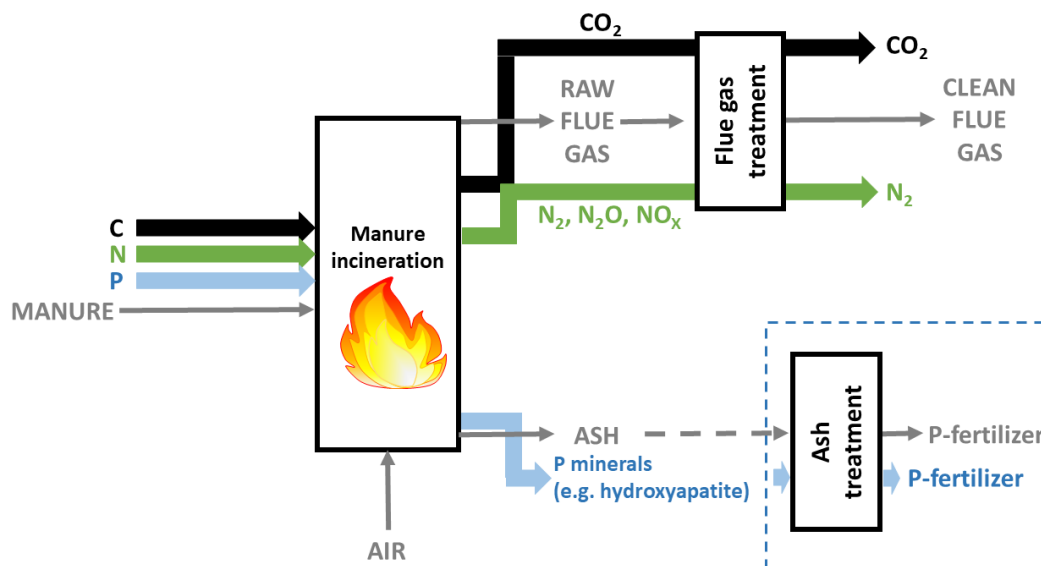 CO₂
CO₂
RAW
FLUE
GAS
Flue gas
treatment
CLEAN
FLUE
GAS
C
N
P
MANURE
Manure
incineration
N₂, N₂O, NOₓ
N₂
ASH
P minerals
(e.g. hydroxyapatite)
Ash
treatment
P-fertilizer
P-fertilizer
AIR